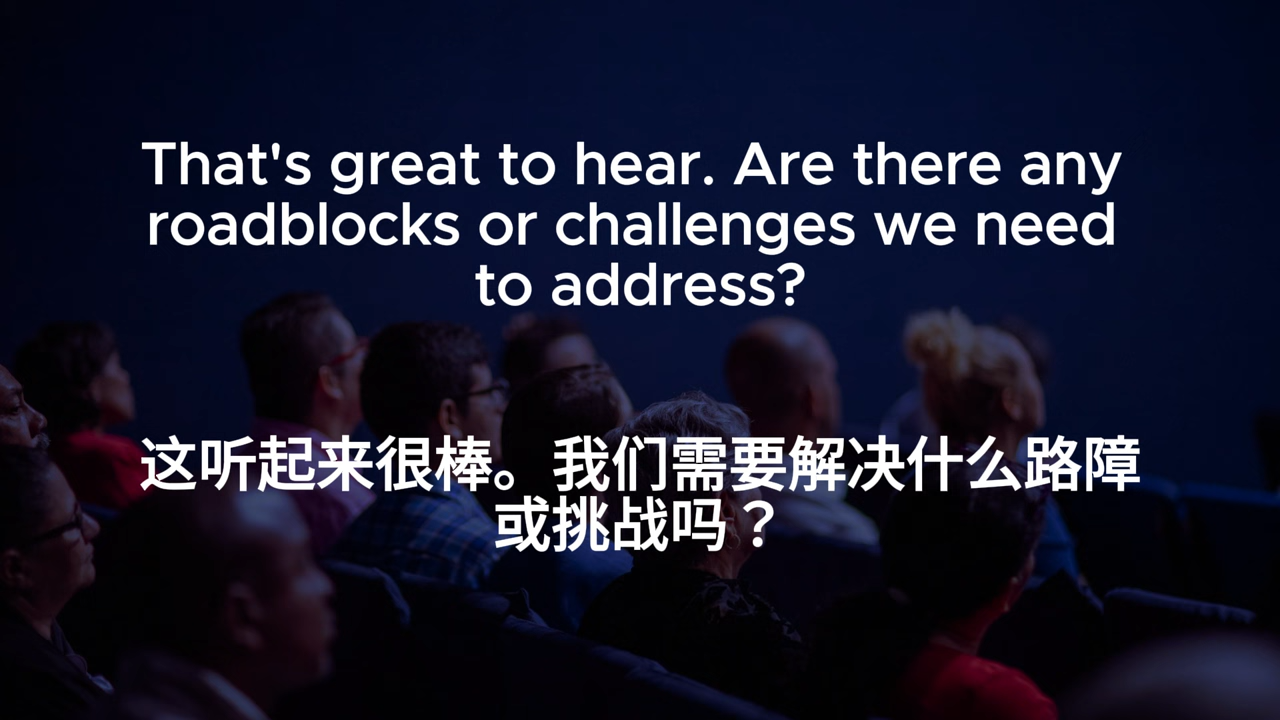 That's great to hear. Are there any
roadblocks or challenges we need
to address?
这听起来很棒。我们需要解决什么路障
或挑战吗？